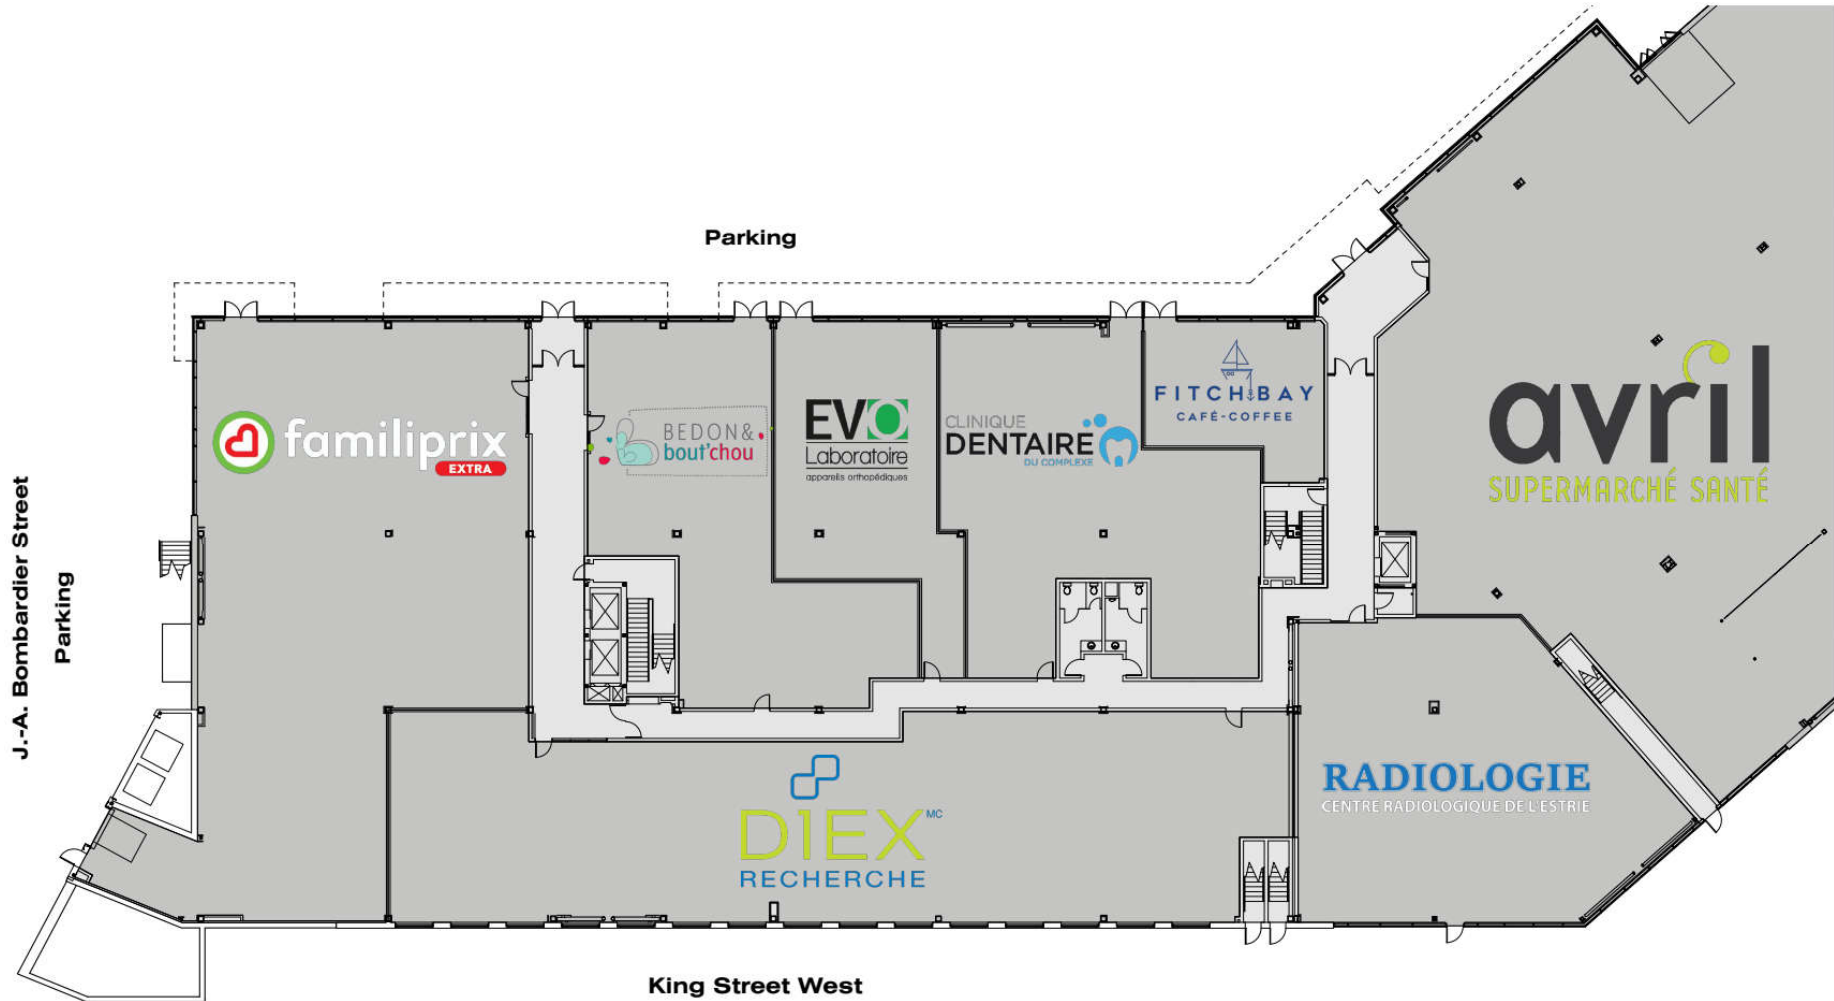 Parking
FITCH BAY
CAFÉ-COFFEE
avril
SUPERMARCHÉ SANTÉ
familiprix
EXTRA
BEDON &
bout'chou
EVO
Laboratoire
appareils orthopédiques
CLINIQUE
DENTAIRE
DU COMPLEXE
J.-A. Bombardier Street
Parking
DIEX MC
RECHERCHE
RADIOLOGIE
CENTRE RADIOLOGIQUE DE L'ESTRIE
King Street West